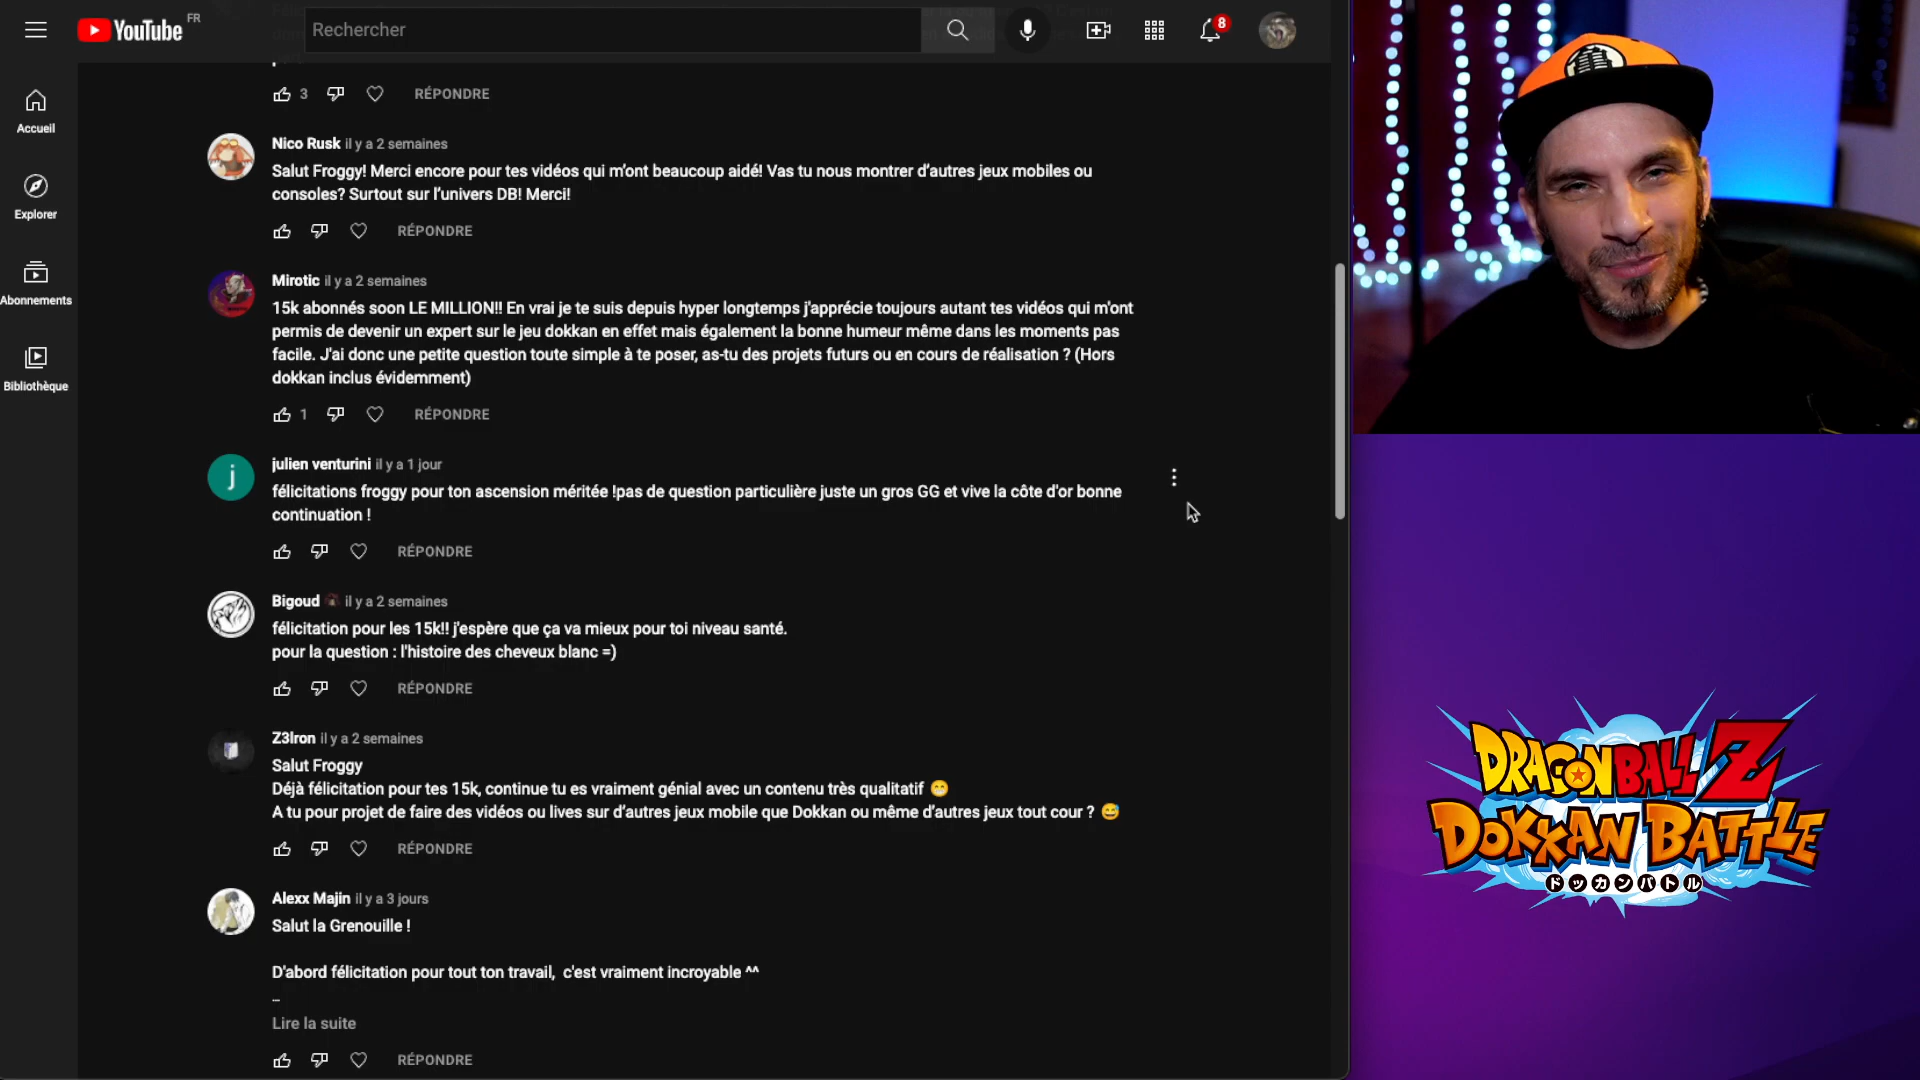 YouTube FR
Rechercher
8
Accueil
Explorer
Abonnements
Bibliothèque
3 RÉPONDRE
Nico Rusk il y a 2 semaines
Salut Froggy! Merci encore pour tes vidéos qui m’ont beaucoup aidé! Vas tu nous montrer d’autres jeux mobiles ou
consoles? Surtout sur l’univers DB! Merci!
RÉPONDRE
Mirotic il y a 2 semaines
15k abonnés soon LE MILLION!! En vrai je te suis depuis hyper longtemps j'apprécie toujours autant tes vidéos qui m'ont
permis de devenir un expert sur le jeu dokkan en effet mais également la bonne humeur même dans les moments pas
facile. J'ai donc une petite question toute simple à te poser, as-tu des projets futurs ou en cours de réalisation ? (Hors
dokkan inclus évidemment)
1 RÉPONDRE
j
julien venturini il y a 1 jour
félicitations froggy pour ton ascension méritée !pas de question particulière juste un gros GG et vive la côte d'or bonne
continuation !
RÉPONDRE
Bigoud il y a 2 semaines
félicitation pour les 15k!! j'espère que ça va mieux pour toi niveau santé.
pour la question : l'histoire des cheveux blanc =)
RÉPONDRE
Z3Iron il y a 2 semaines
Salut Froggy
Déjà félicitation pour tes 15k, continue tu es vraiment génial avec un contenu très qualitatif 😁
A tu pour projet de faire des vidéos ou lives sur d’autres jeux mobile que Dokkan ou même d’autres jeux tout cour ? 😅
RÉPONDRE
Alexx Majin il y a 3 jours
Salut la Grenouille !
D'abord félicitation pour tout ton travail, c'est vraiment incroyable ^^
Lire la suite
RÉPONDRE
DRAGONBALL Z
DOKKAN BATTLE
ドッカンバトル